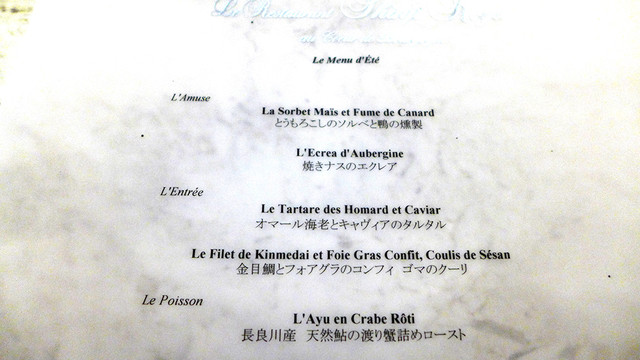 Le Restaurant
Le Menu d'Été
L'Amuse
La Sorbet Maïs et Fume de Canard
とうもろこしのソルベと鴨の燻製
L'Ecrea d'Aubergine
焼きナスのエクレア
L'Entrée
Le Tartare des Homard et Caviar
オマール海老とキャヴィアのタルタル
Le Filet de Kinmedai et Foie Gras Confit, Coulis de Sésan
金目鯛とフォアグラのコンフィ ゴマのクーリ
Le Poisson
L'Ayu en Crabe Rôti
長良川産 天然鮎の渡り蟹詰めロースト